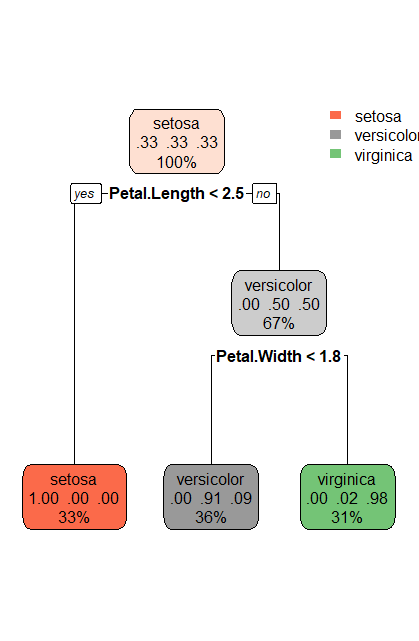 setosa
.33 .33 .33
100%
setosa
versicolor
virginica
yes Petal.Length < 2.5 no
versicolor
.00 .50 .50
67%
Petal.Width < 1.8
setosa
1.00 .00 .00
33%
versicolor
.00 .91 .09
36%
virginica
.00 .02 .98
31%